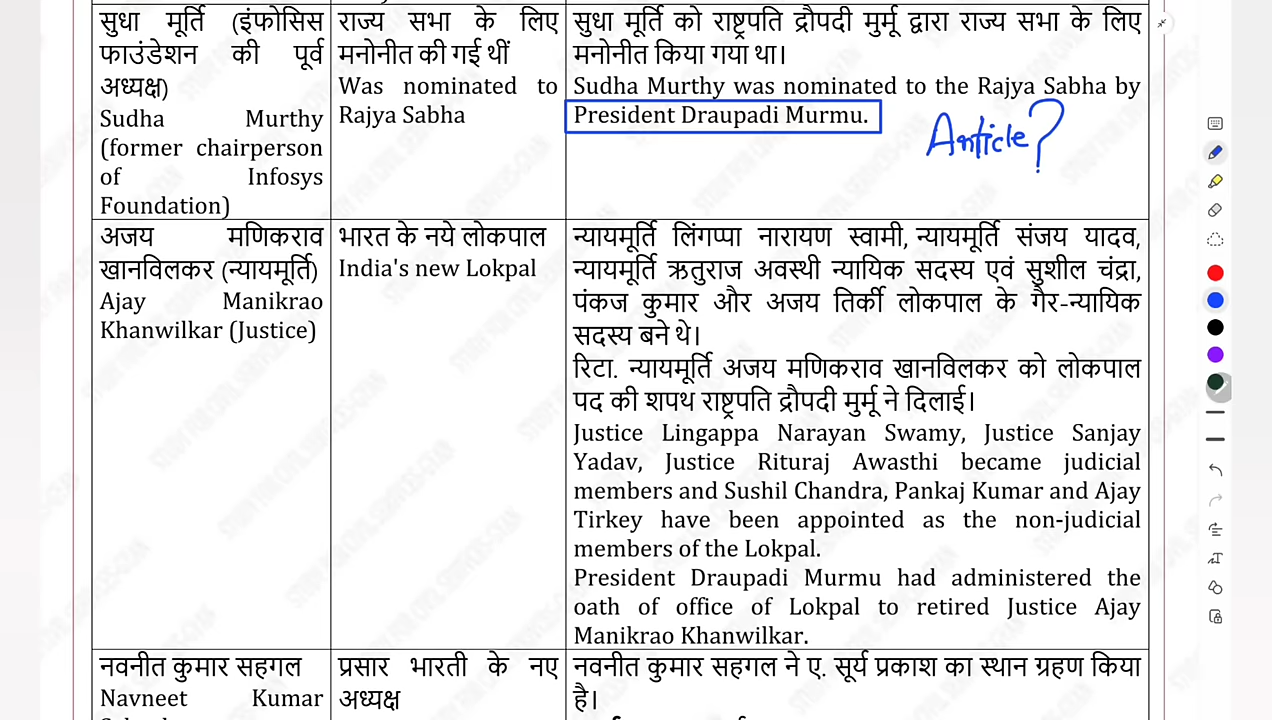 सुधा मूर्ति (इंफोसिस
फाउंडेशन की पूर्व
अध्यक्ष)
Sudha Murthy
(former chairperson
of Infosys
Foundation)
राज्य सभा के लिए
मनोनीत की गई थीं
Was nominated to
Rajya Sabha
सुधा मूर्ति को राष्ट्रपति द्रौपदी मुर्मू द्वारा राज्य सभा के लिए
मनोनीत किया गया था।
Sudha Murthy was nominated to the Rajya Sabha by
President Draupadi Murmu.
Article?
अजय मणिकराव
खानविलकर (न्यायमूर्ति)
Ajay Manikrao
Khanwilkar (Justice)
भारत के नये लोकपाल
India's new Lokpal
न्यायमूर्ति लिंगप्पा नारायण स्वामी, न्यायमूर्ति संजय यादव,
न्यायमूर्ति ऋतुराज अवस्थी न्यायिक सदस्य एवं सुशील चंद्रा,
पंकज कुमार और अजय तिर्की लोकपाल के गैर-न्यायिक
सदस्य बने थे।
रिटा. न्यायमूर्ति अजय मणिकराव खानविलकर को लोकपाल
पद की शपथ राष्ट्रपति द्रौपदी मुर्मू ने दिलाई।
Justice Lingappa Narayan Swamy, Justice Sanjay
Yadav, Justice Rituraj Awasthi became judicial
members and Sushil Chandra, Pankaj Kumar and Ajay
Tirkey have been appointed as the non-judicial
members of the Lokpal.
President Draupadi Murmu had administered the
oath of office of Lokpal to retired Justice Ajay
Manikrao Khanwilkar.
नवनीत कुमार सहगल
Navneet Kumar
प्रसार भारती के नए
अध्यक्ष
नवनीत कुमार सहगल ने ए. सूर्य प्रकाश का स्थान ग्रहण किया
है।